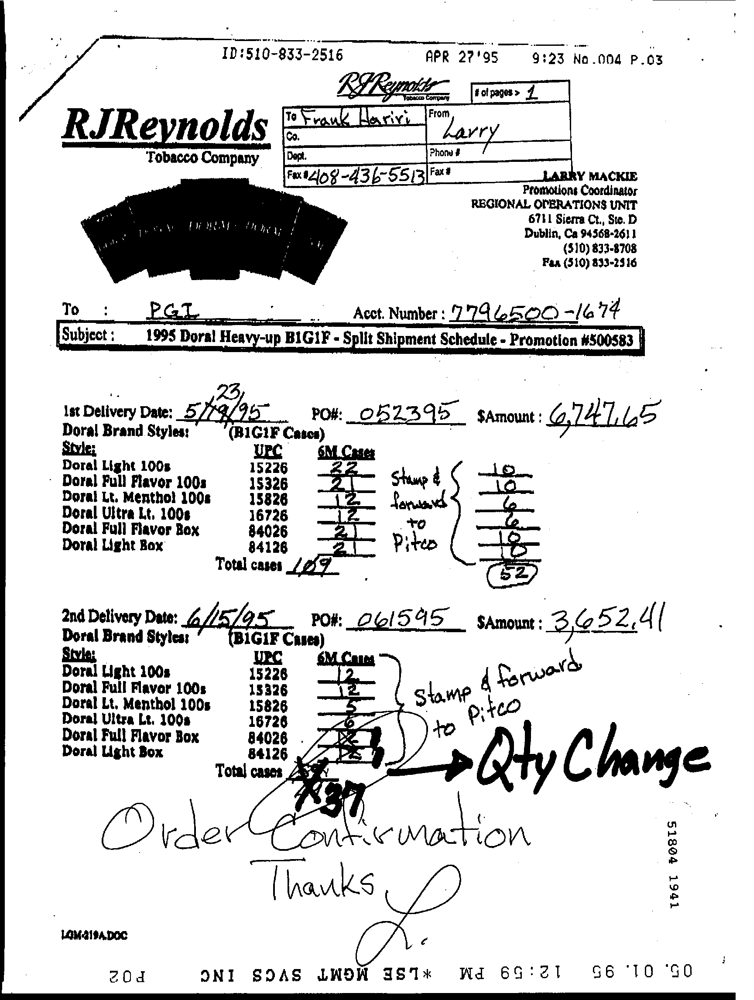 ID:510-833-2516 APR 27'95 9:23 No.004 P.03
RJReynolds
Tobacco Company
# of pages > 1
To Frank Hariri From Larry
Co.
Dept. Phone #
Fax # 408-436-5513 Fax #
RJReynolds
Tobacco Company
DORAL DORAL
LARRY MACKIE
Promotions Coordinator
REGIONAL OPERATIONS UNIT
6711 Sierra Ct., Ste. D
Dublin, Ca 94568-2611
(510) 833-8708
Fax (510) 833-2516
To : PGI Acct. Number : 7796500-1674
Subject : 1995 Doral Heavy-up B1G1F - Split Shipment Schedule - Promotion #500583
23
1st Delivery Date: 5/19/95 PO#: 052395 $Amount : 6,747.65
Doral Brand Styles: (B1G1F Cases)
Style: UPC 6M Cases
Doral Light 100s 15226 22 10
Doral Full Flavor 100s 15326 21 Stamp & 10
Doral Lt. Menthol 100s 15826 12 forward 6
Doral Ultra Lt. 100s 16726 12 to 6
Doral Full Flavor Box 84026 21 Pitco 10
Doral Light Box 84126 21 10
Total cases 109 52
2nd Delivery Date: 6/15/95 PO#: 061595 $Amount : 3,652.41
Doral Brand Styles: (B1G1F Cases)
Style: UPC 6M Cases
Doral Light 100s 15226 12
Doral Full Flavor 100s 15326 12 Stamp & forward
Doral Lt. Menthol 100s 15826 5 to Pitco
Doral Ultra Lt. 100s 16726 6
Doral Full Flavor Box 84026 1
Doral Light Box 84126 1 Qty Change
Total cases 37
Order Confirmation
Thanks
L.
51804 1941
LGM-219A.DOC
05. 01. 95 12:59 PM *LSE MGMT SVCS INC P02